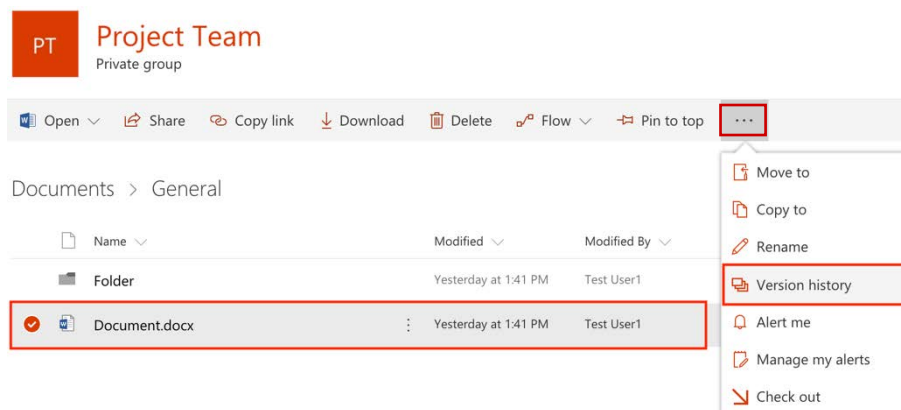 PT
Project Team
Private group
Open Share Copy link Download Delete Flow Pin to top ...
Move to
Documents > General
Copy to
Name Modified Modified By
Rename
Folder Yesterday at 1:41 PM Test User1
Version history
Document.docx Yesterday at 1:41 PM Test User1
Alert me
Manage my alerts
Check out